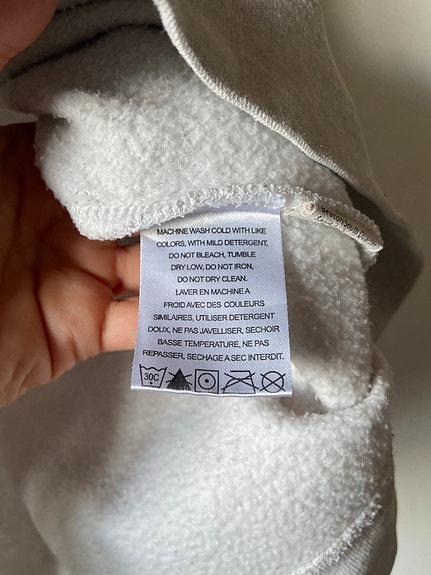 MACHINE WASH COLD WITH LIKE
COLORS, WITH MILD DETERGENT,
DO NOT BLEACH, TUMBLE
DRY LOW, DO NOT IRON,
DO NOT DRY CLEAN.
LAVER EN MACHINE A
FROID AVEC DES COULEURS
SIMILAIRES, UTILISER DETERGENT
DOUX, NE PAS JAVELLISER, SECHOIR
BASSE TEMPERATURE, NE PAS
REPASSER, SECHAGE A SEC INTERDIT.
30C